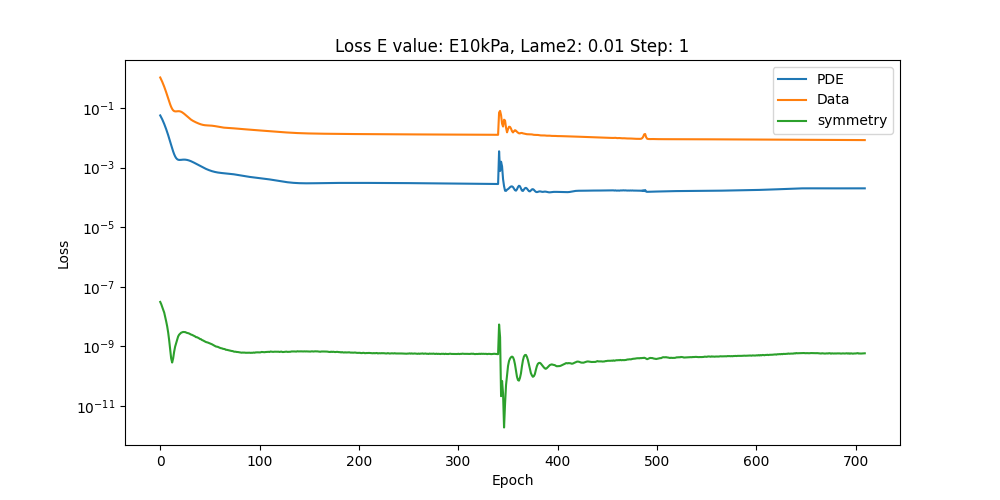 Loss E value: E10kPa, Lame2: 0.01 Step: 1
PDE
Data
symmetry
Loss
10⁻¹
10⁻³
10⁻⁵
10⁻⁷
10⁻⁹
10⁻¹¹
0 100 200 300 400 500 600 700
Epoch